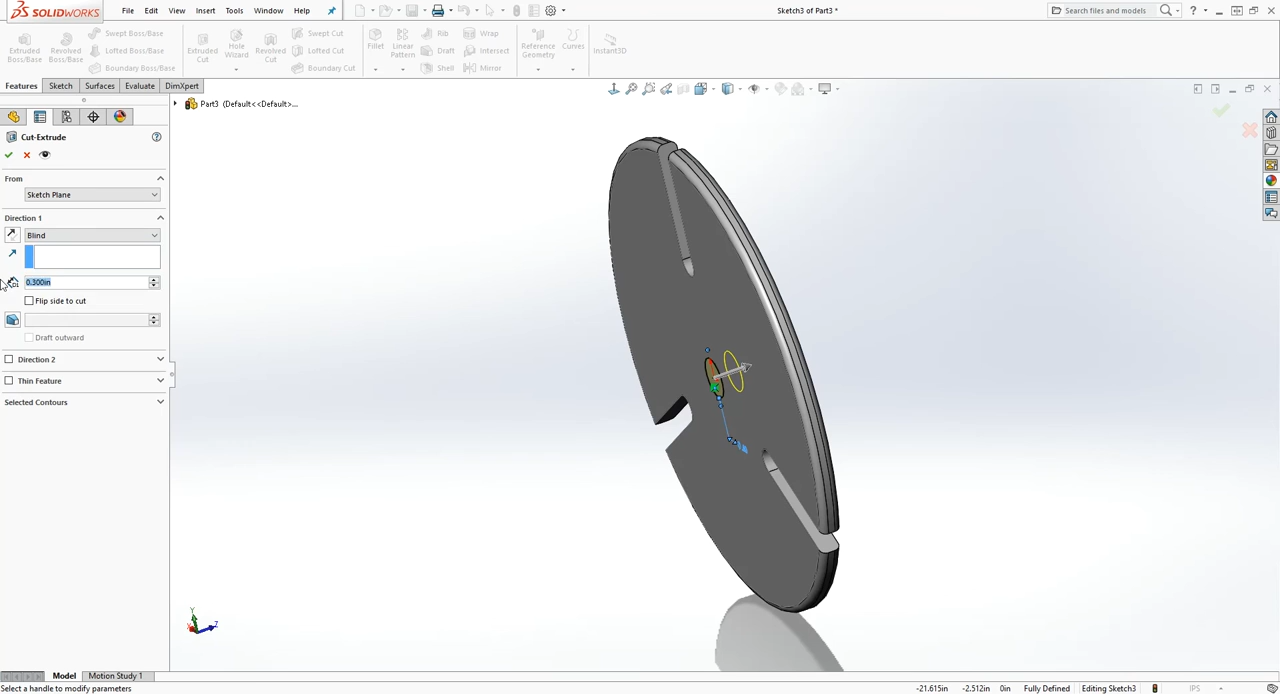 SOLIDWORKS File Edit View Insert Tools Window Help Sketch3 of Part3 * Search files and models ?
Extruded Boss/Base Revolved Boss/Base Swept Boss/Base Lofted Boss/Base Boundary Boss/Base Extruded Cut Hole Wizard Revolved Cut Swept Cut Lofted Cut Boundary Cut Fillet Linear Pattern Rib Draft Shell Wrap Intersect Mirror Reference Geometry Curves Instant3D
Features Sketch Surfaces Evaluate DimXpert
Part3 (Default<<Default>...
Cut-Extrude ?
From
Sketch Plane
Direction 1
Blind
0.300in
Flip side to cut
Draft outward
Direction 2
Thin Feature
Selected Contours
Y
X Z
Model Motion Study 1
Select a handle to modify parameters -21.615in -2.512in 0in Fully Defined Editing Sketch3 IPS